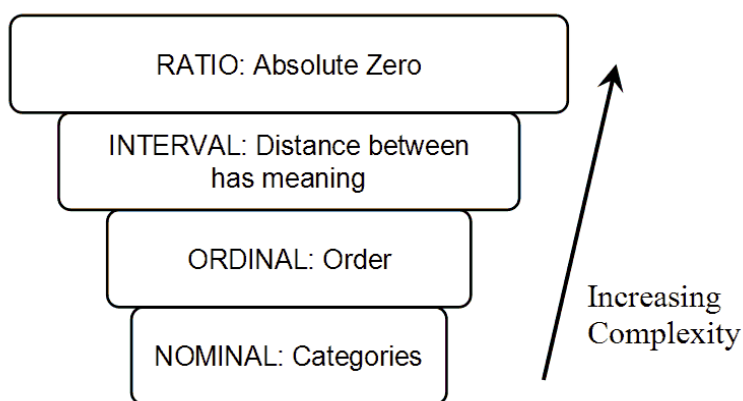 RATIO: Absolute Zero
INTERVAL: Distance between
has meaning
ORDINAL: Order
NOMINAL: Categories
Increasing
Complexity